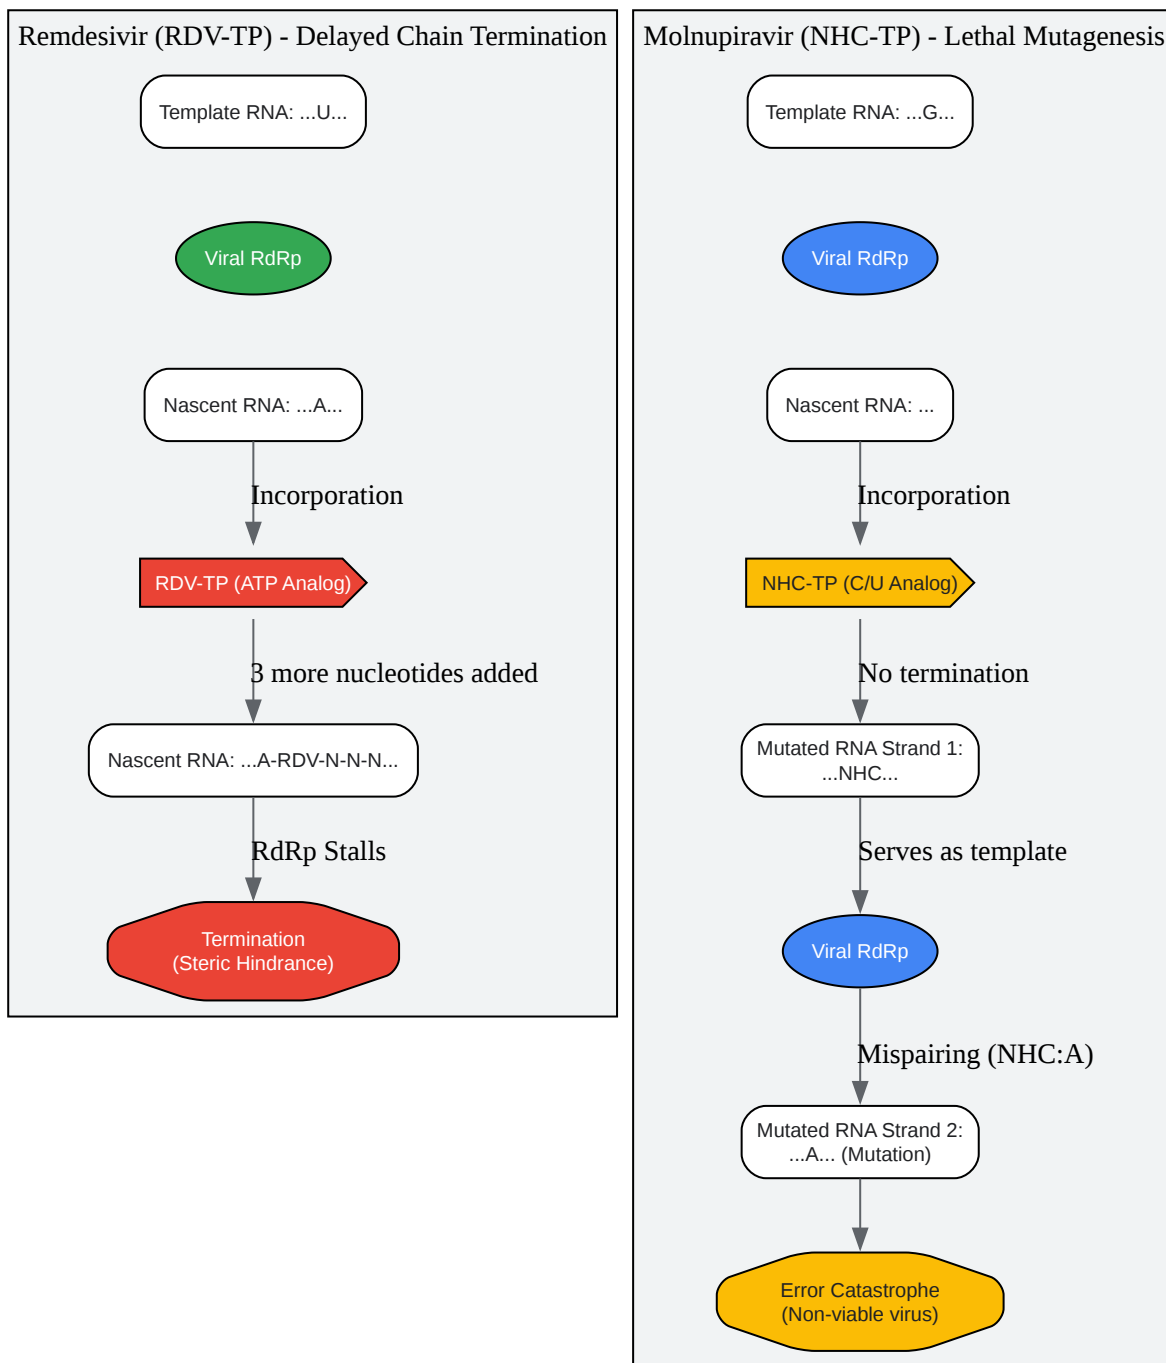 Remdesivir (RDV-TP) - Delayed Chain Termination
Template RNA: ...U...
Viral RdRp
Nascent RNA: ...A...
Incorporation
RDV-TP (ATP Analog)
3 more nucleotides added
Nascent RNA: ...A-RDV-N-N-N...
RdRp Stalls
Termination
(Steric Hindrance)
Molnupiravir (NHC-TP) - Lethal Mutagenesis
Template RNA: ...G...
Viral RdRp
Nascent RNA: ...
Incorporation
NHC-TP (C/U Analog)
No termination
Mutated RNA Strand 1:
...NHC...
Serves as template
Viral RdRp
Mispairing (NHC:A)
Mutated RNA Strand 2:
...A... (Mutation)
Error Catastrophe
(Non-viable virus)